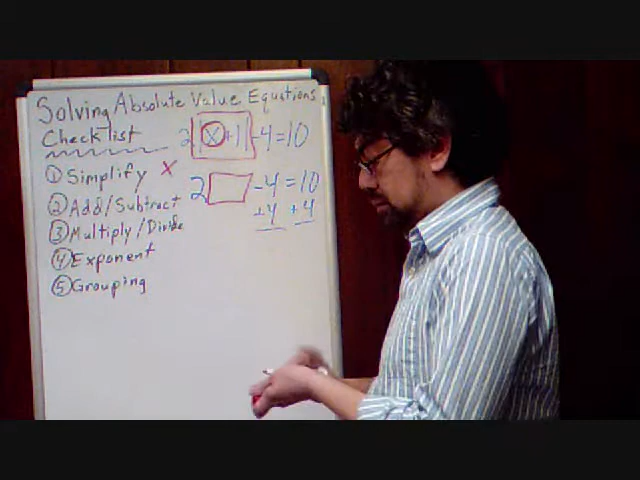 Solving Absolute Value Equations
Checklist
2|x+1|-4=10
① Simplify x
② Add/Subtract
③ Multiply/Divide
④ Exponent
⑤ Grouping
2□-4=10
+4 +4